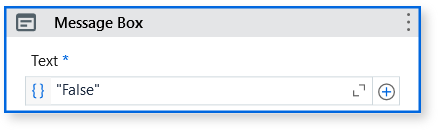 Message Box
Text *
{} "False"